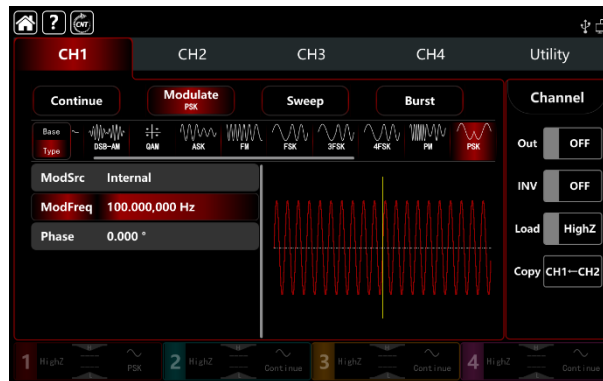 ? CNT
CH1 CH2 CH3 CH4 Utility
Continue Modulate PSK Sweep Burst Channel
Base Type DSB-AM QAM ASK FM FSK 3FSK 4FSK PM PSK
Out OFF
ModSrc Internal
INV OFF
ModFreq 100.000,000 Hz
Load HighZ
Phase 0.000 °
Copy CH1←CH2
1 HighZ PSK 2 HighZ Continue 3 HighZ Continue 4 HighZ Continue